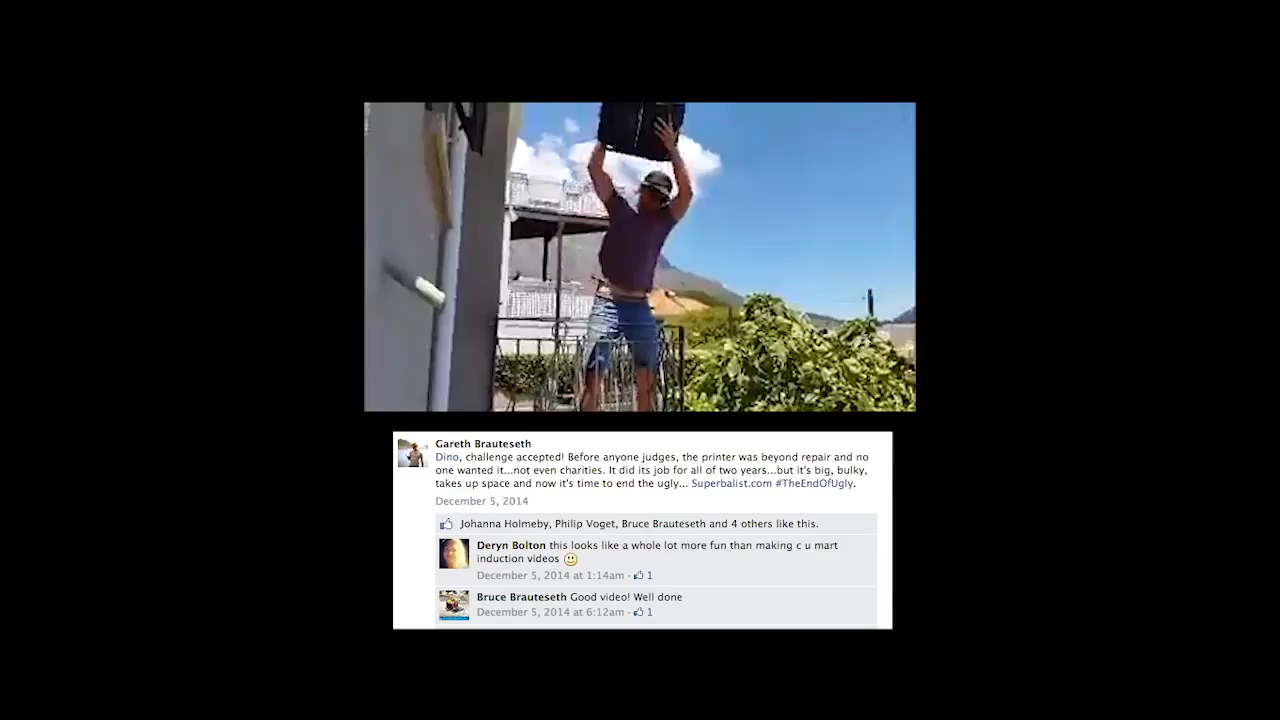 Gareth Brauteseth
Dino, challenge accepted! Before anyone judges, the printer was beyond repair and no
one wanted it...not even charities. It did its job for all of two years...but it's big, bulky,
takes up space and now it's time to end the ugly... Superbalist.com #TheEndOfUgly.
December 5, 2014
Johanna Holmeby, Philip Voget, Bruce Brauteseth and 4 others like this.
Deryn Bolton this looks like a whole lot more fun than making c u mart
induction videos
December 5, 2014 at 1:14am · 1
Bruce Brauteseth Good video! Well done
December 5, 2014 at 6:12am · 1